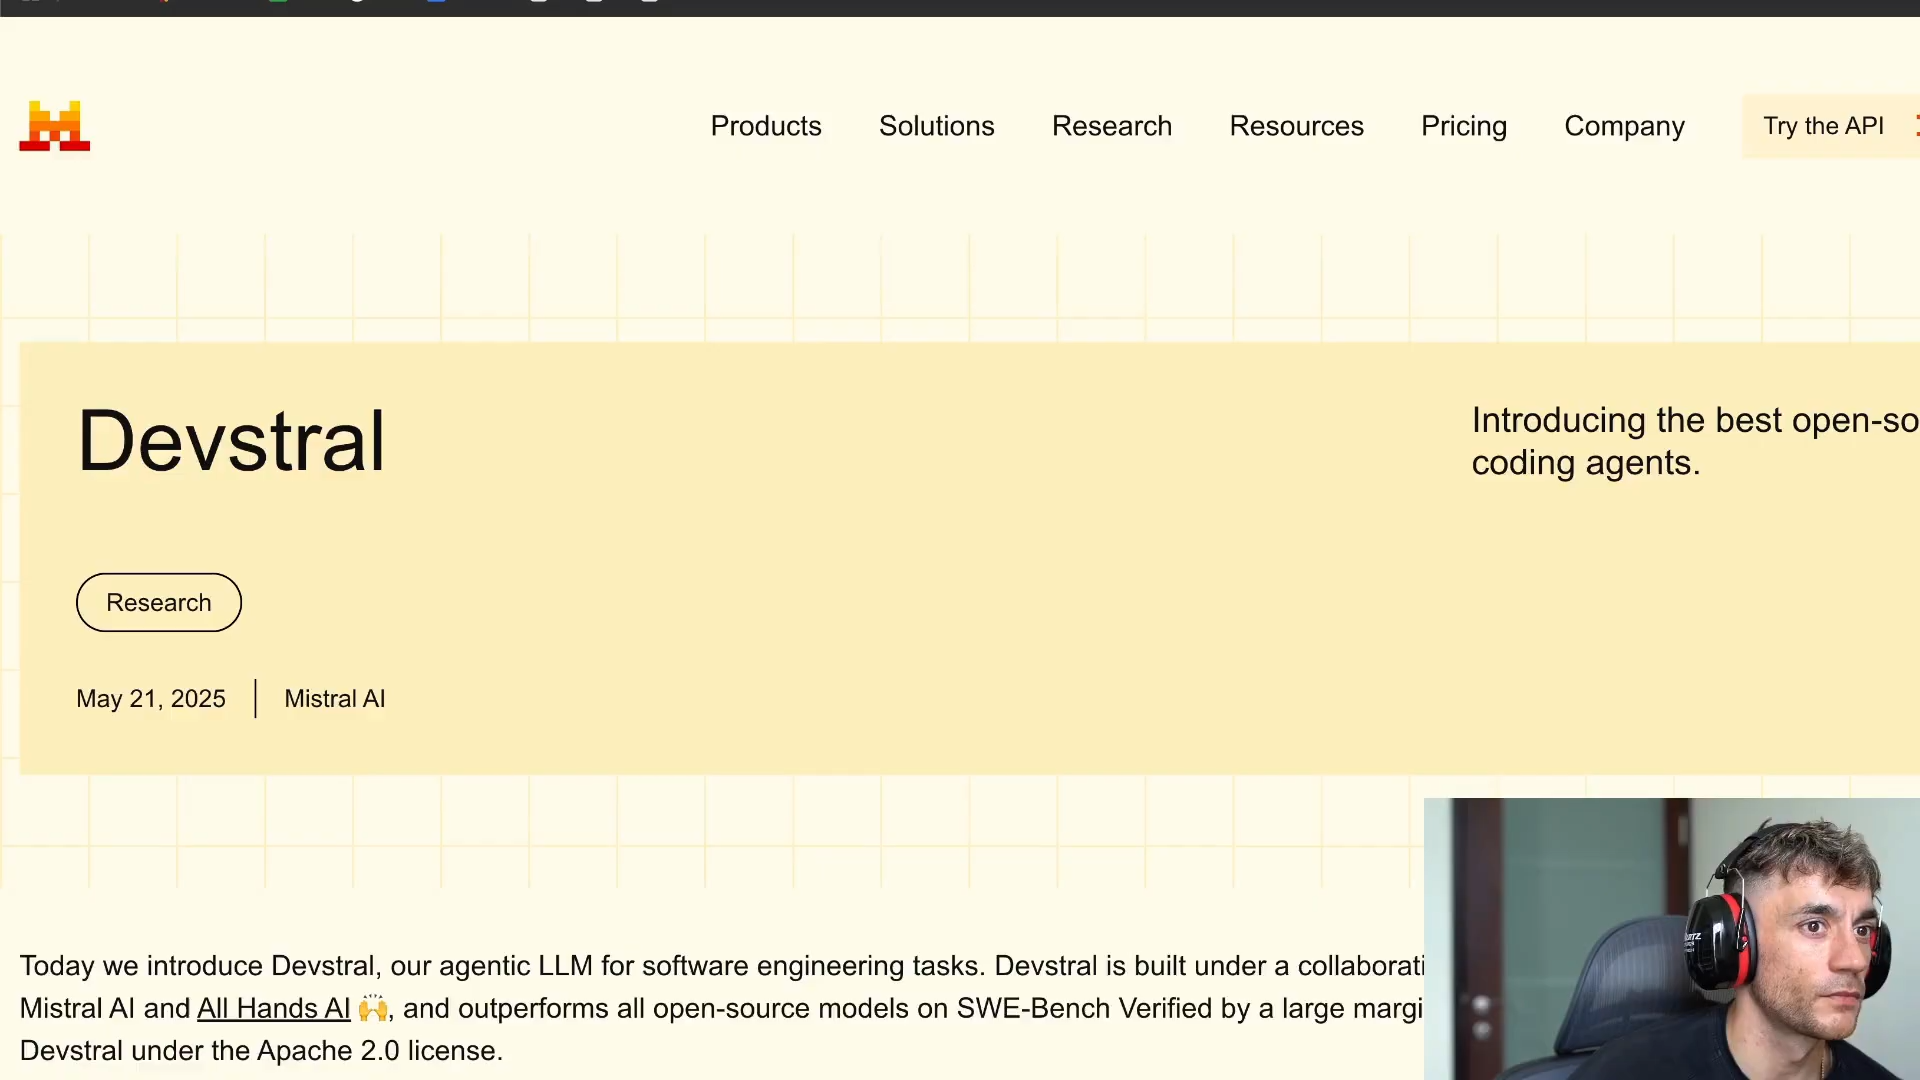 Products Solutions Research Resources Pricing Company Try the API
Devstral
Introducing the best open-so
coding agents.
Research
May 21, 2025 Mistral AI
Today we introduce Devstral, our agentic LLM for software engineering tasks. Devstral is built under a collaborati
Mistral AI and All Hands AI 🙌, and outperforms all open-source models on SWE-Bench Verified by a large margi
Devstral under the Apache 2.0 license.